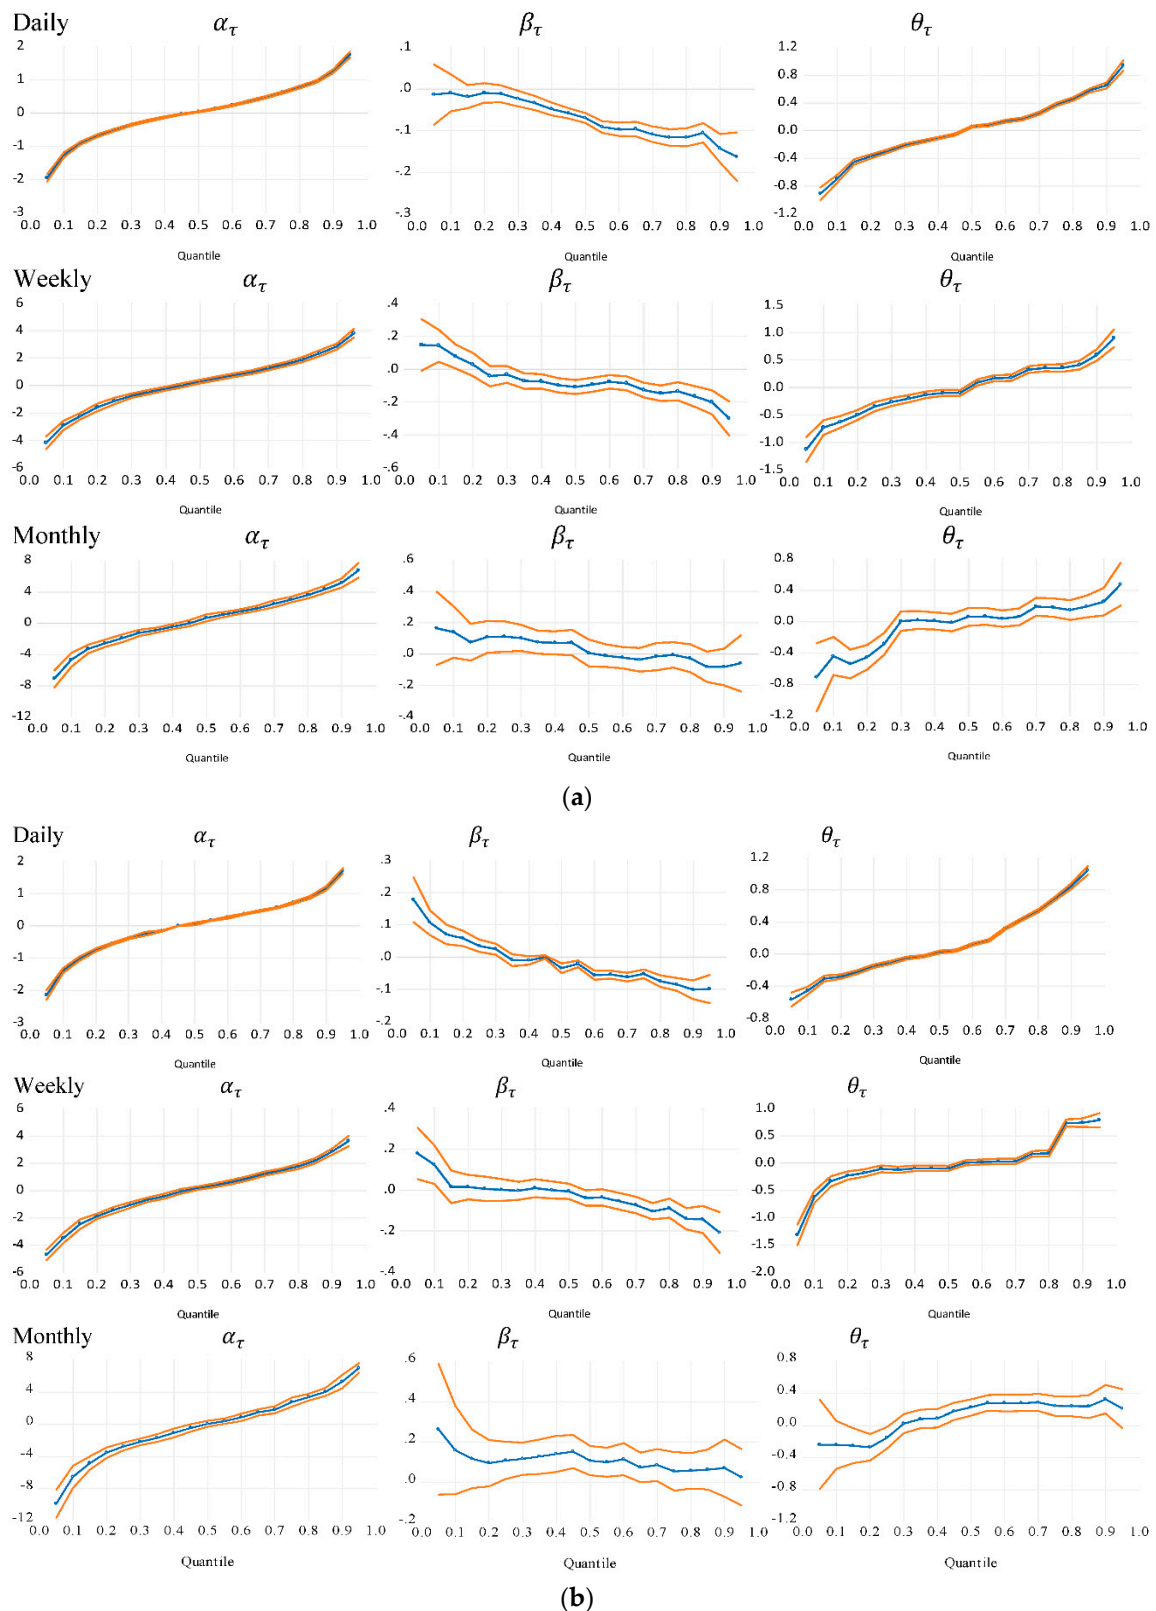 Daily α_τ β_τ θ_τ
2 .1 1.2
1 .0 0.8
0 -.1 0.4
-1 -.2 0.0
-2 -.3 -0.4
-3 -0.8
-1.2
0.0 0.1 0.2 0.3 0.4 0.5 0.6 0.7 0.8 0.9 1.0 0.0 0.1 0.2 0.3 0.4 0.5 0.6 0.7 0.8 0.9 1.0 0.0 0.1 0.2 0.3 0.4 0.5 0.6 0.7 0.8 0.9 1.0
Quantile Quantile Quantile
Weekly α_τ β_τ θ_τ
6 .4 1.5
4 .2 1.0
2 .0 0.5
0 -.2 0.0
-2 -.4 -0.5
-4 -.6 -1.0
-6 -1.5
0.0 0.1 0.2 0.3 0.4 0.5 0.6 0.7 0.8 0.9 1.0 0.0 0.1 0.2 0.3 0.4 0.5 0.6 0.7 0.8 0.9 1.0 0.0 0.1 0.2 0.3 0.4 0.5 0.6 0.7 0.8 0.9 1.0
Quantile Quantile Quantile
Monthly α_τ β_τ θ_τ
8 .6 0.8
4 .4 0.4
0 .2 0.0
-4 .0 -0.4
-8 -.2 -0.8
-12 -.4 -1.2
0.0 0.1 0.2 0.3 0.4 0.5 0.6 0.7 0.8 0.9 1.0 0.0 0.1 0.2 0.3 0.4 0.5 0.6 0.7 0.8 0.9 1.0 0.0 0.1 0.2 0.3 0.4 0.5 0.6 0.7 0.8 0.9 1.0
Quantile Quantile Quantile
(a)
Daily α_τ β_τ θ_τ
2 .3 1.2
1 .2 0.8
0 .1 0.4
-1 .0 0.0
-2 -.1 -0.4
-3 -.2 -0.8
0.0 0.1 0.2 0.3 0.4 0.5 0.6 0.7 0.8 0.9 1.0 0.0 0.1 0.2 0.3 0.4 0.5 0.6 0.7 0.8 0.9 1.0 0.0 0.1 0.2 0.3 0.4 0.5 0.6 0.7 0.8 0.9 1.0
Quantile Quantile Quantile
Weekly α_τ β_τ θ_τ
6 .4 1.0
4 .2 0.5
2 .0 0.0
0 -.2 -0.5
-2 -.4 -1.0
-4 -1.5
-6 -2.0
0.0 0.1 0.2 0.3 0.4 0.5 0.6 0.7 0.8 0.9 1.0 0.0 0.1 0.2 0.3 0.4 0.5 0.6 0.7 0.8 0.9 1.0 0.0 0.1 0.2 0.3 0.4 0.5 0.6 0.7 0.8 0.9 1.0
Quantile Quantile Quantile
Monthly α_τ β_τ θ_τ
8 .6 0.8
4 .4 0.4
0 .2 0.0
-4 .0 -0.4
-8 -.2 -0.8
-12 -1.2
0.0 0.1 0.2 0.3 0.4 0.5 0.6 0.7 0.8 0.9 1.0 0.0 0.1 0.2 0.3 0.4 0.5 0.6 0.7 0.8 0.9 1.0 0.0 0.1 0.2 0.3 0.4 0.5 0.6 0.7 0.8 0.9 1.0
Quantile Quantile Quantile
(b)